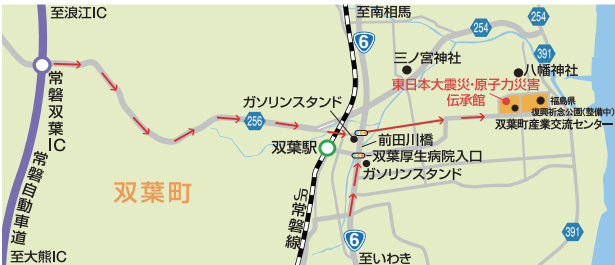 至浪江IC
至南相馬
6
254
254
391
三ノ宮神社
八幡神社
東日本大震災・原子力災害
伝承館
福島県
復興祈念公園(整備中)
双葉町産業交流センター
常磐双葉IC
ガソリンスタンド
256
双葉駅
前田川橋
双葉厚生病院入口
ガソリンスタンド
双葉町
JR常磐線
常磐自動車道
6
391
至大熊IC
至いわき